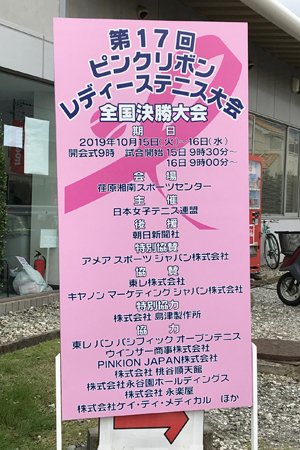 第17回
ピンクリボン
レディーステニス大会
全国決勝大会
期　日
2019年10月15日(火)・16日(水)
開会式9時　試合開始 15日 9時30分～
16日 9時00分～
会　場
荏原湘南スポーツセンター
主　催
日本女子テニス連盟
後　援
朝日新聞社
特別協賛
アメア スポーツ ジャパン株式会社
協　賛
東レ株式会社
キヤノン マーケティング ジャパン株式会社
特別協力
株式会社 島津製作所
協　力
東レ パン パシフィック オープンテニス
ウインザー商事株式会社
PINKION JAPAN株式会社
株式会社 桃谷順天館
株式会社永谷園ホールディングス
株式会社 永楽屋
株式会社ケイ・ティ・メディカル　ほか